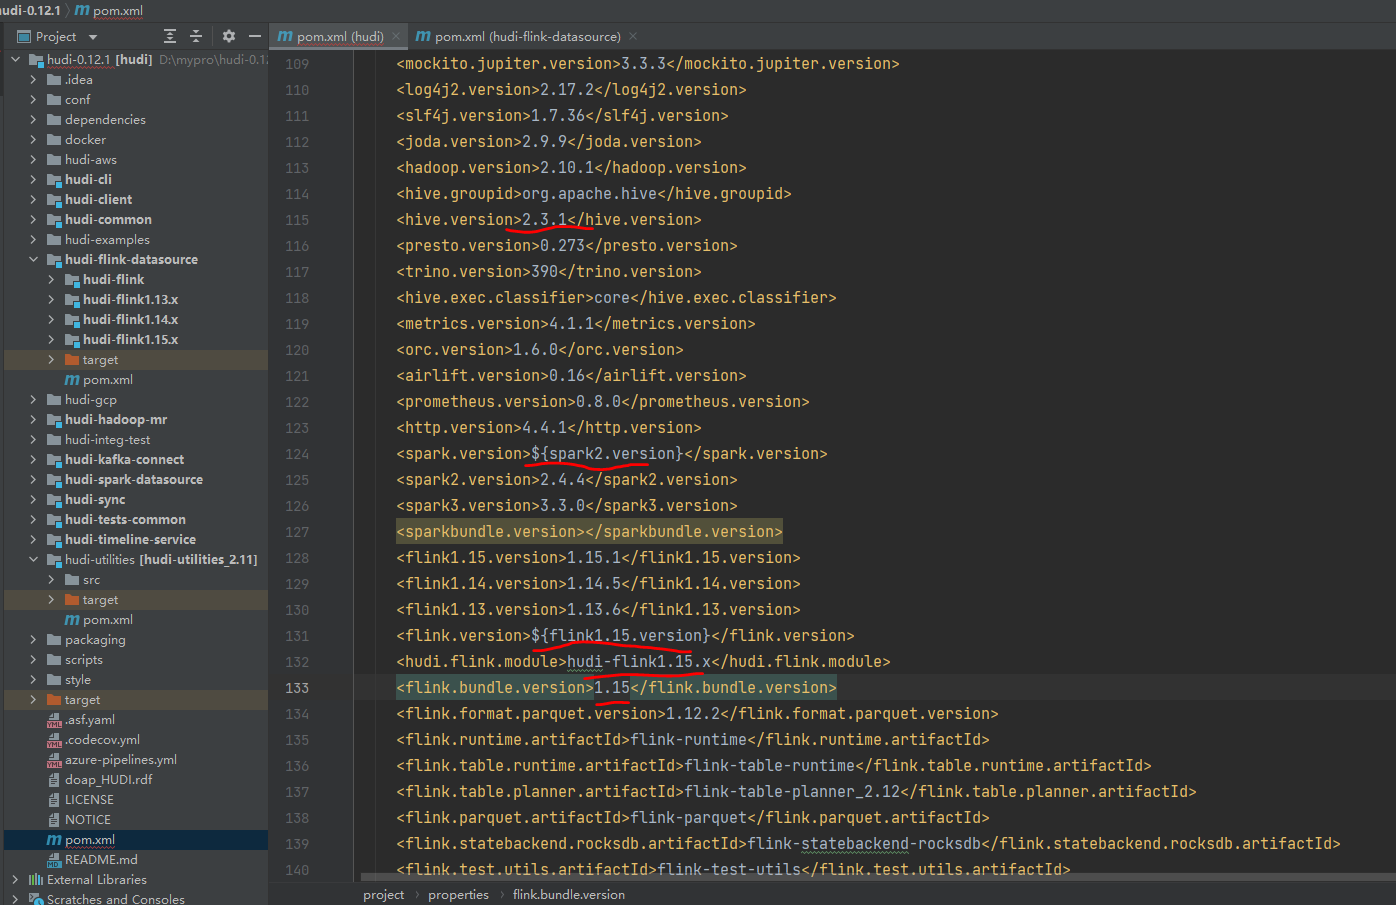 hudi-0.12.1 pom.xml
Project
pom.xml (hudi)
pom.xml (hudi-flink-datasource)
hudi-0.12.1 [hudi] D:\mypro\hudi-0.12
.idea
conf
dependencies
docker
hudi-aws
hudi-cli
hudi-client
hudi-common
hudi-examples
hudi-flink-datasource
hudi-flink
hudi-flink1.13.x
hudi-flink1.14.x
hudi-flink1.15.x
target
pom.xml
hudi-gcp
hudi-hadoop-mr
hudi-integ-test
hudi-kafka-connect
hudi-spark-datasource
hudi-sync
hudi-tests-common
hudi-timeline-service
hudi-utilities [hudi-utilities_2.11]
src
target
pom.xml
packaging
scripts
style
target
.asf.yaml
.codecov.yml
azure-pipelines.yml
doap_HUDI.rdf
LICENSE
NOTICE
pom.xml
README.md
External Libraries
Scratches and Consoles
109 <mockito.jupiter.version>3.3.3</mockito.jupiter.version>
110 <log4j2.version>2.17.2</log4j2.version>
111 <slf4j.version>1.7.36</slf4j.version>
112 <joda.version>2.9.9</joda.version>
113 <hadoop.version>2.10.1</hadoop.version>
114 <hive.groupid>org.apache.hive</hive.groupid>
115 <hive.version>2.3.1</hive.version>
116 <presto.version>0.273</presto.version>
117 <trino.version>390</trino.version>
118 <hive.exec.classifier>core</hive.exec.classifier>
119 <metrics.version>4.1.1</metrics.version>
120 <orc.version>1.6.0</orc.version>
121 <airlift.version>0.16</airlift.version>
122 <prometheus.version>0.8.0</prometheus.version>
123 <http.version>4.4.1</http.version>
124 <spark.version>${spark2.version}</spark.version>
125 <spark2.version>2.4.4</spark2.version>
126 <spark3.version>3.3.0</spark3.version>
127 <sparkbundle.version></sparkbundle.version>
128 <flink1.15.version>1.15.1</flink1.15.version>
129 <flink1.14.version>1.14.5</flink1.14.version>
130 <flink1.13.version>1.13.6</flink1.13.version>
131 <flink.version>${flink1.15.version}</flink.version>
132 <hudi.flink.module>hudi-flink1.15.x</hudi.flink.module>
133 <flink.bundle.version>1.15</flink.bundle.version>
134 <flink.format.parquet.version>1.12.2</flink.format.parquet.version>
135 <flink.runtime.artifactId>flink-runtime</flink.runtime.artifactId>
136 <flink.table.runtime.artifactId>flink-table-runtime</flink.table.runtime.artifactId>
137 <flink.table.planner.artifactId>flink-table-planner_2.12</flink.table.planner.artifactId>
138 <flink.parquet.artifactId>flink-parquet</flink.parquet.artifactId>
139 <flink.statebackend.rocksdb.artifactId>flink-statebackend-rocksdb</flink.statebackend.rocksdb.artifactId>
140 <flink.test.utils.artifactId>flink-test-utils</flink.test.utils.artifactId>
project properties flink.bundle.version